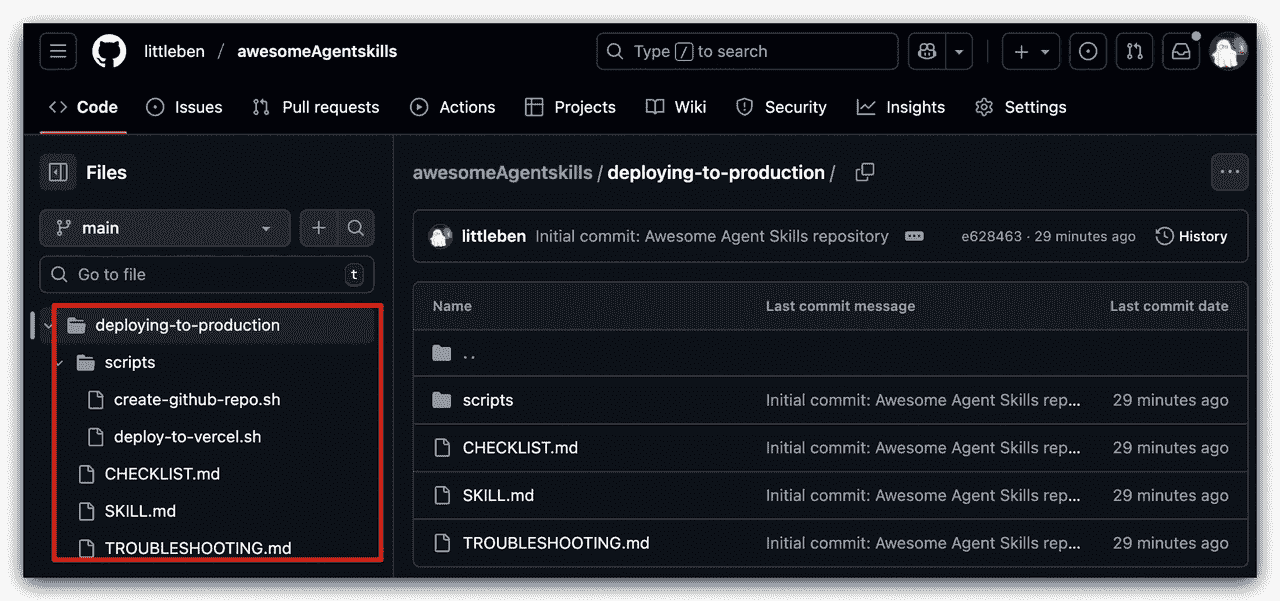 littleben / awesomeAgentskills
Type / to search
Code Issues Pull requests Actions Projects Wiki Security Insights Settings
Files
main
Go to file t
deploying-to-production
scripts
create-github-repo.sh
deploy-to-vercel.sh
CHECKLIST.md
SKILL.md
TROUBLESHOOTING.md
awesomeAgentskills / deploying-to-production /
littleben Initial commit: Awesome Agent Skills repository e628463 · 29 minutes ago History
Name Last commit message Last commit date
..
scripts Initial commit: Awesome Agent Skills rep... 29 minutes ago
CHECKLIST.md Initial commit: Awesome Agent Skills rep... 29 minutes ago
SKILL.md Initial commit: Awesome Agent Skills rep... 29 minutes ago
TROUBLESHOOTING.md Initial commit: Awesome Agent Skills rep... 29 minutes ago